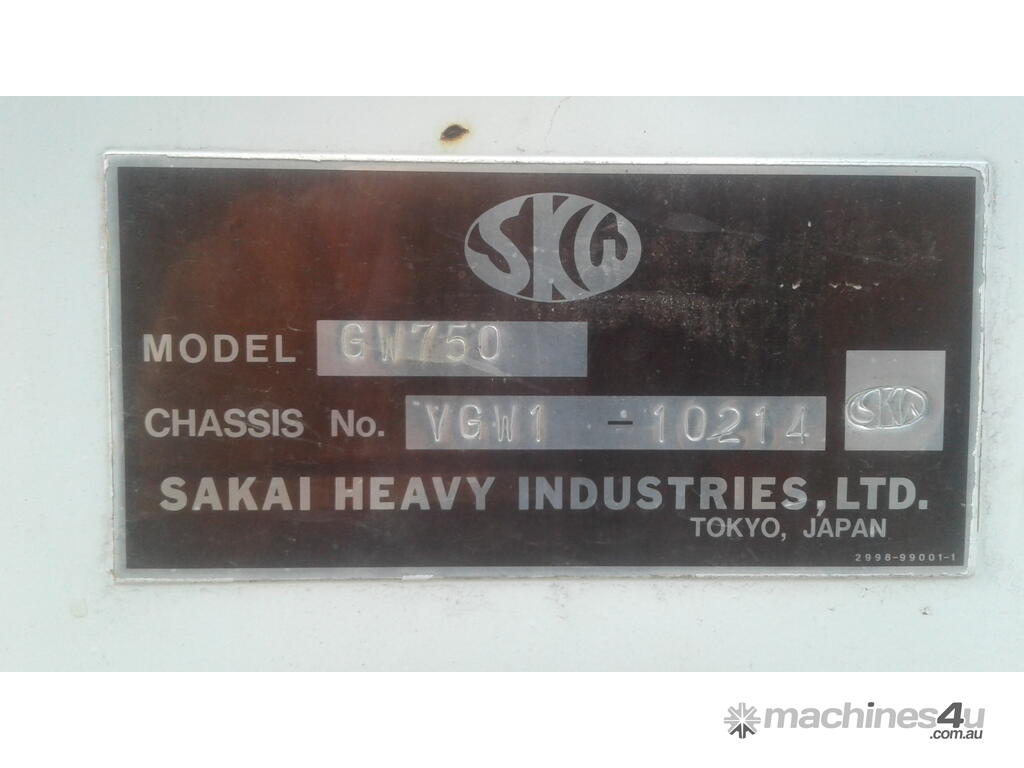 SKW
MODEL GW750
CHASSIS No. VGW1 -10214
SKW
SAKAI HEAVY INDUSTRIES, LTD.
TOKYO, JAPAN
2998-99001-1
machines4u
.com.au